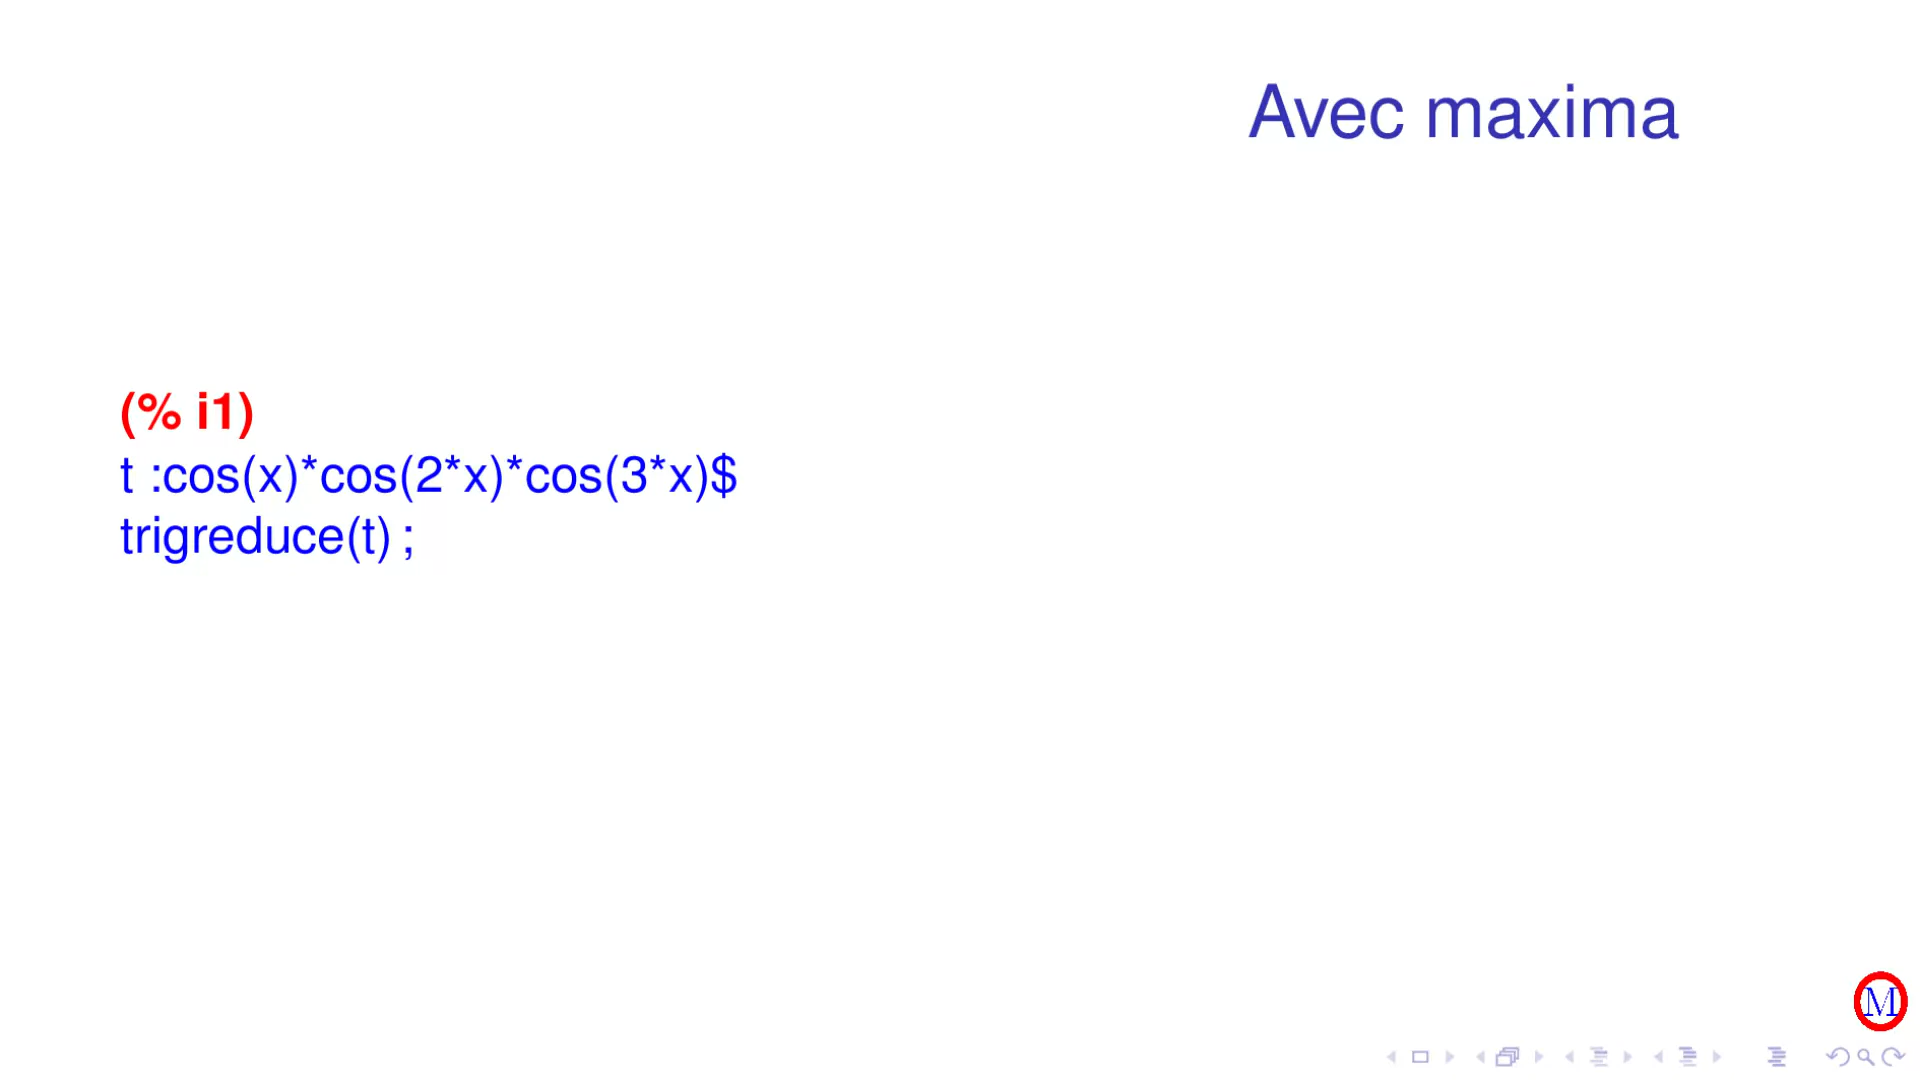 Avec maxima
(% i1)
t :cos(x)*cos(2*x)*cos(3*x)$
trigreduce(t) ;
M